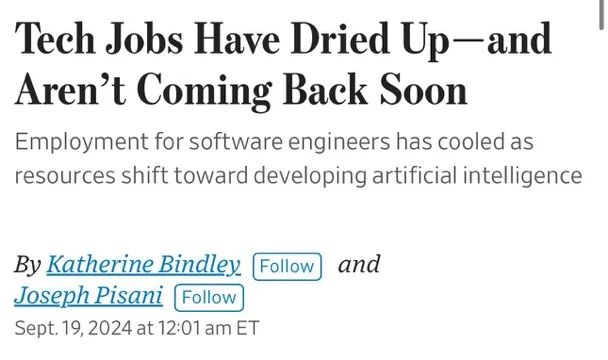 Tech Jobs Have Dried Up—and
Aren’t Coming Back Soon
Employment for software engineers has cooled as
resources shift toward developing artificial intelligence
By Katherine Bindley Follow and
Joseph Pisani Follow
Sept. 19, 2024 at 12:01 am ET